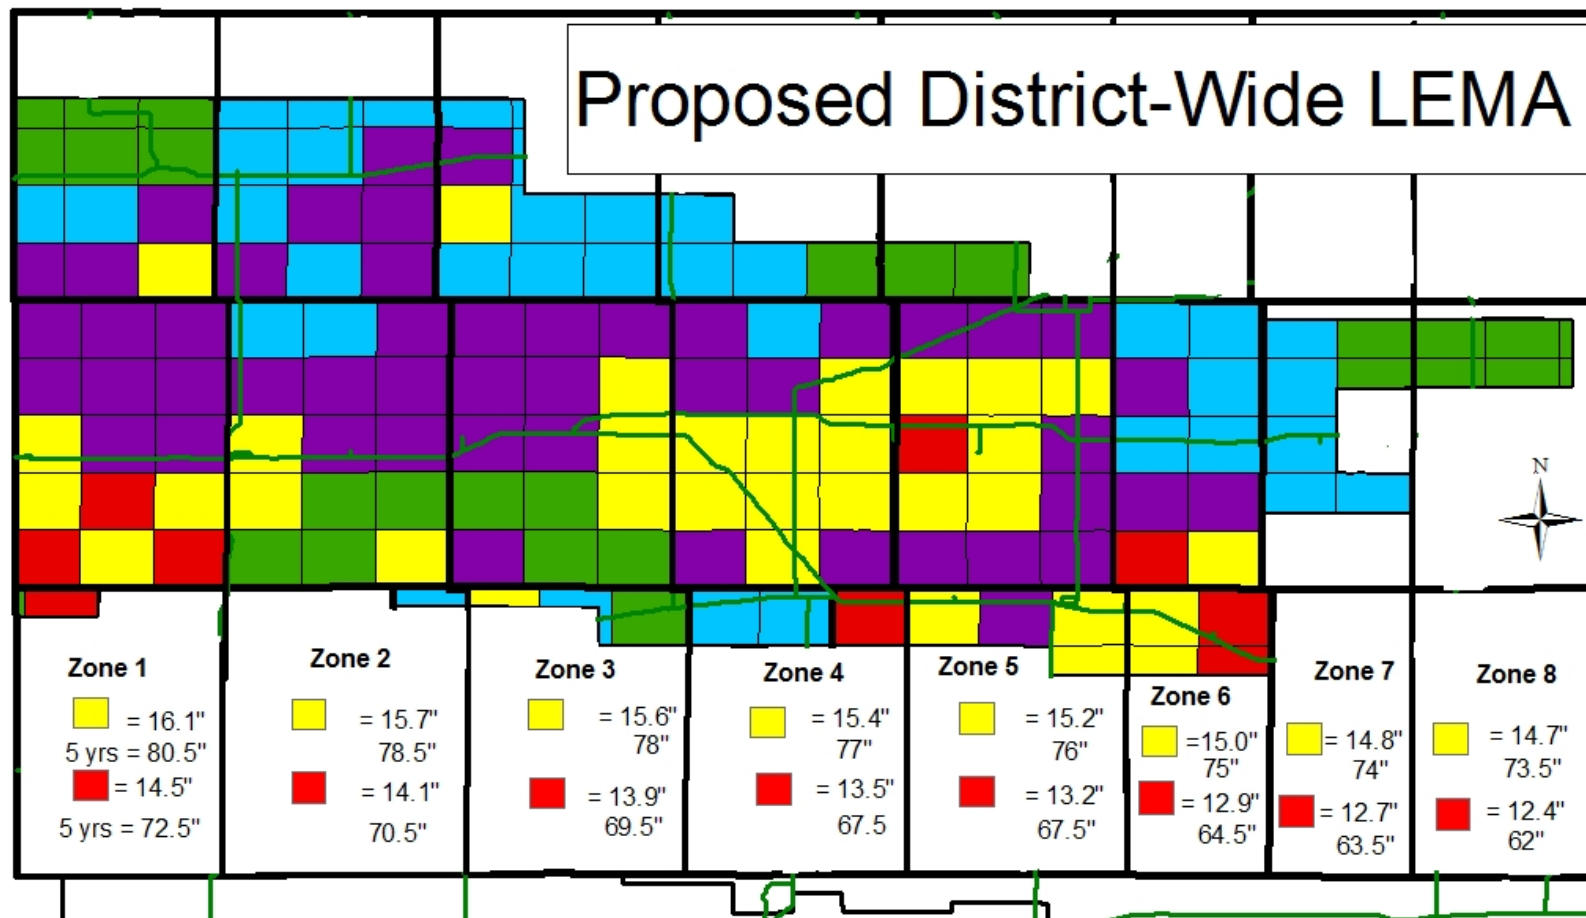 Proposed District-Wide LEMA
N
Zone 1
= 16.1"
5 yrs = 80.5"
= 14.5"
5 yrs = 72.5"
Zone 2
= 15.7"
78.5"
= 14.1"
70.5"
Zone 3
= 15.6"
78"
= 13.9"
69.5"
Zone 4
= 15.4"
77"
= 13.5"
67.5
Zone 5
= 15.2"
76"
= 13.2"
67.5"
Zone 6
=15.0"
75"
= 12.9"
64.5"
Zone 7
= 14.8"
74"
= 12.7"
63.5"
Zone 8
= 14.7"
73.5"
= 12.4"
62"